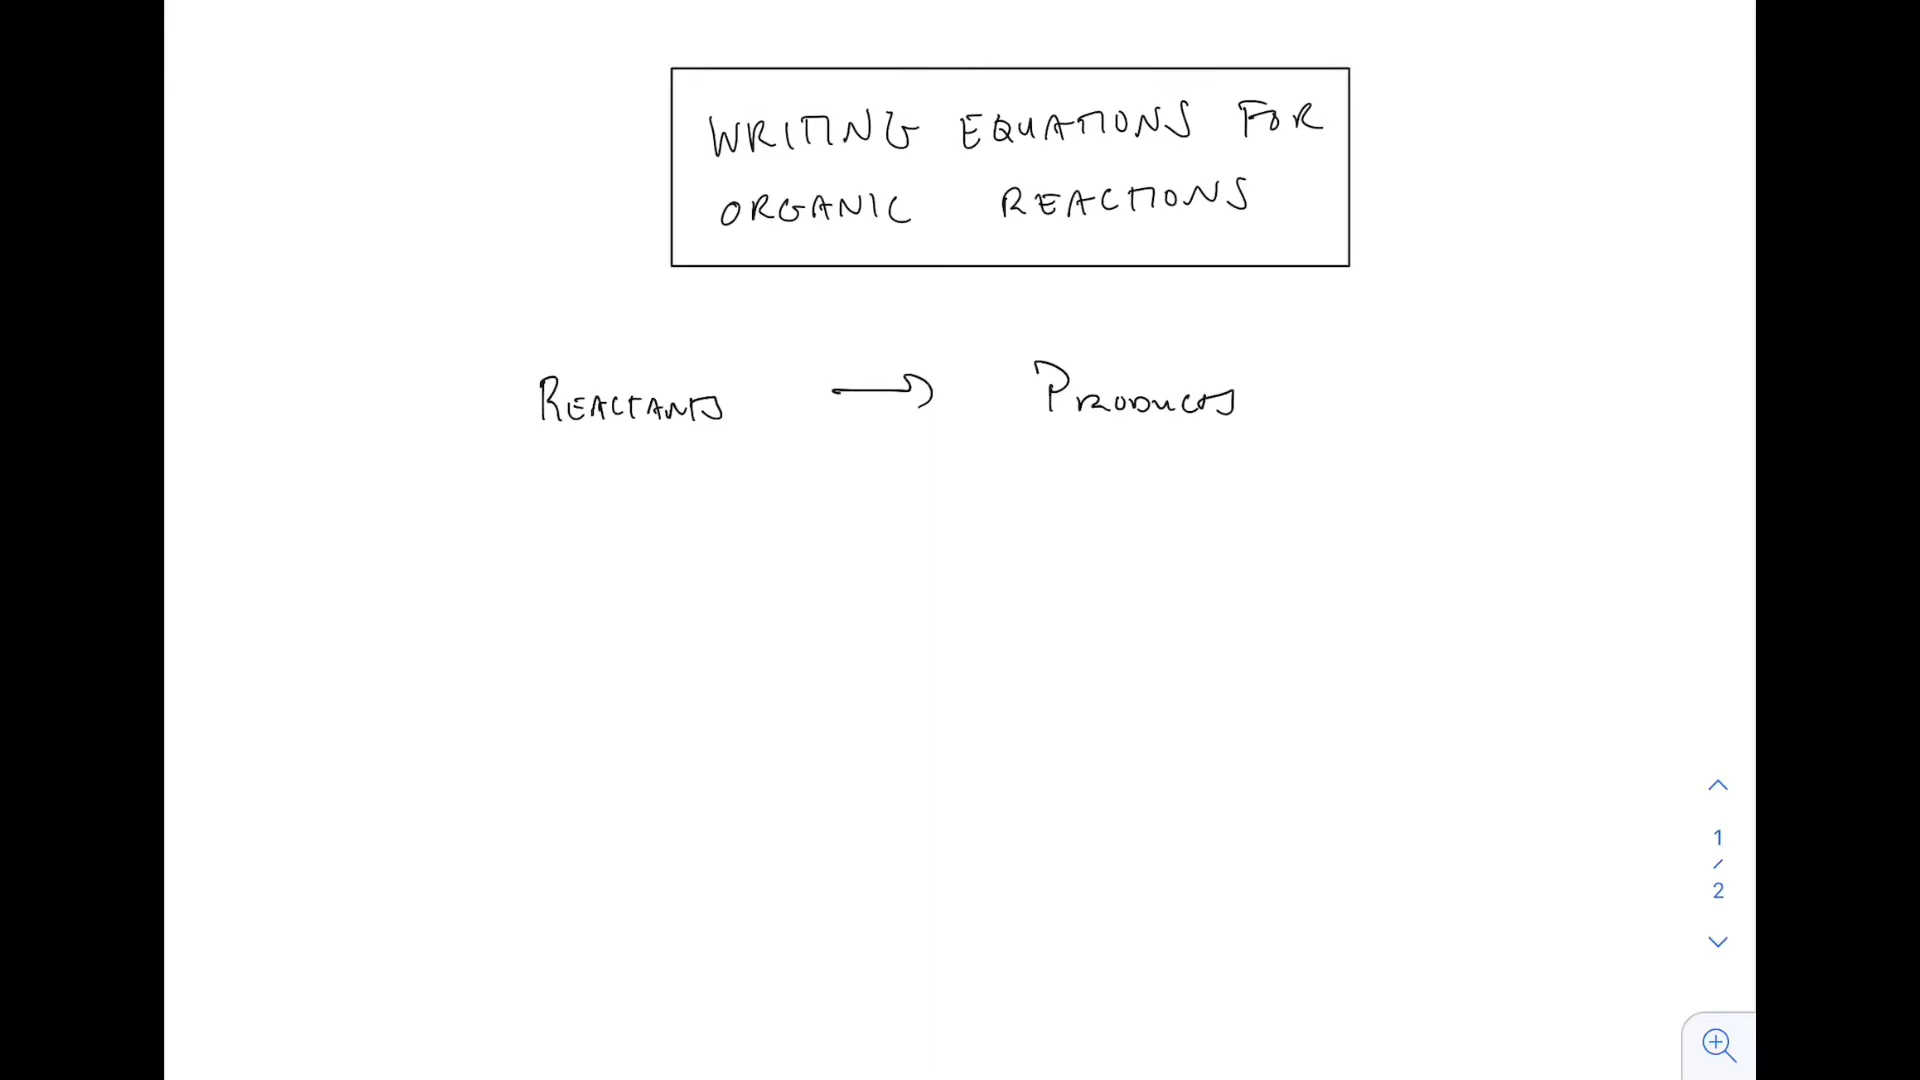 WRITING EQUATIONS FOR
ORGANIC REACTIONS
REACTANTS → PRODUCTS
1
/
2